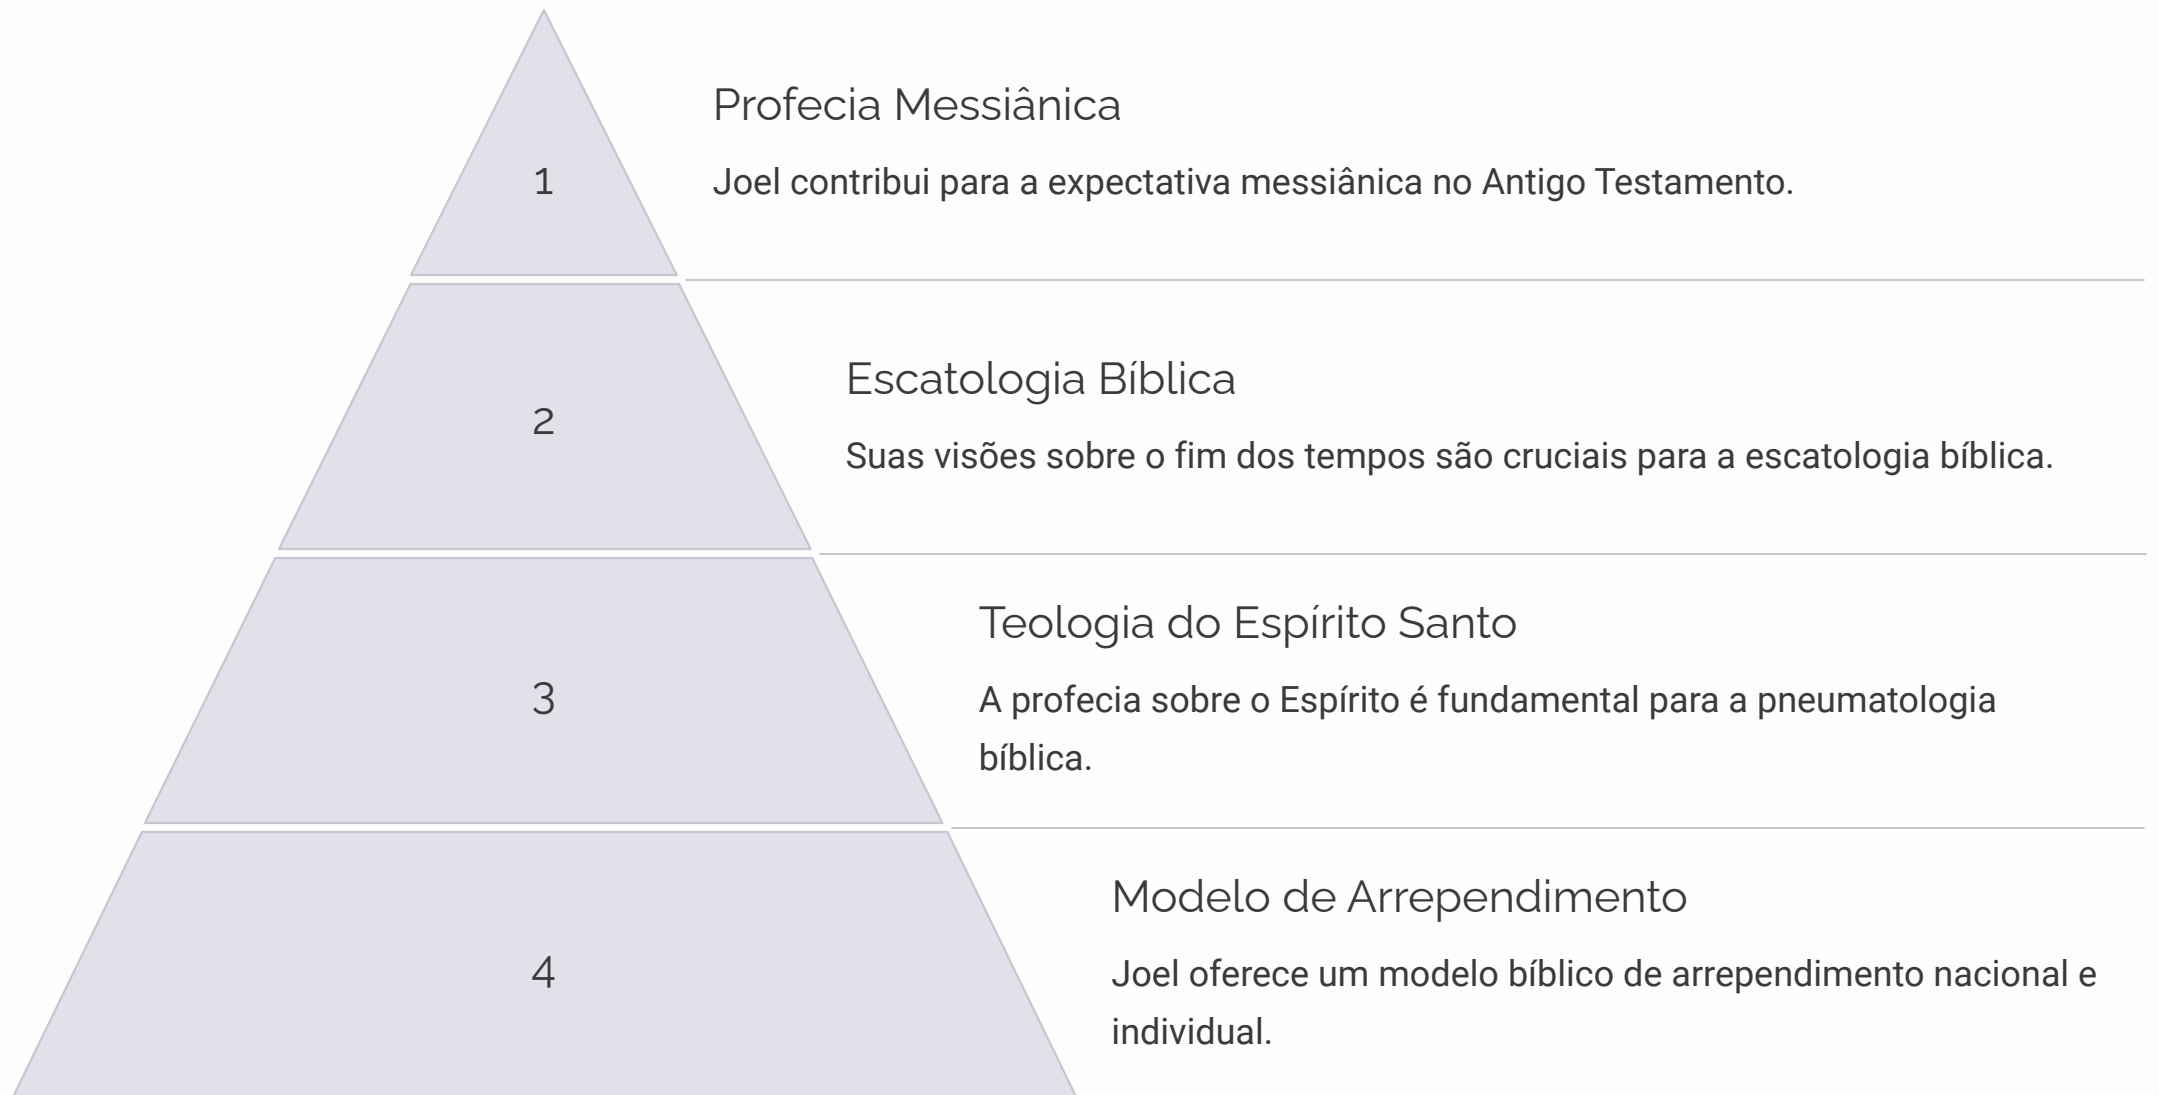 Profecia Messiânica
1
Joel contribui para a expectativa messiânica no Antigo Testamento.
Escatologia Bíblica
2
Suas visões sobre o fim dos tempos são cruciais para a escatologia bíblica.
Teologia do Espírito Santo
3
A profecia sobre o Espírito é fundamental para a pneumatologia
bíblica.
Modelo de Arrependimento
4
Joel oferece um modelo bíblico de arrependimento nacional e
individual.